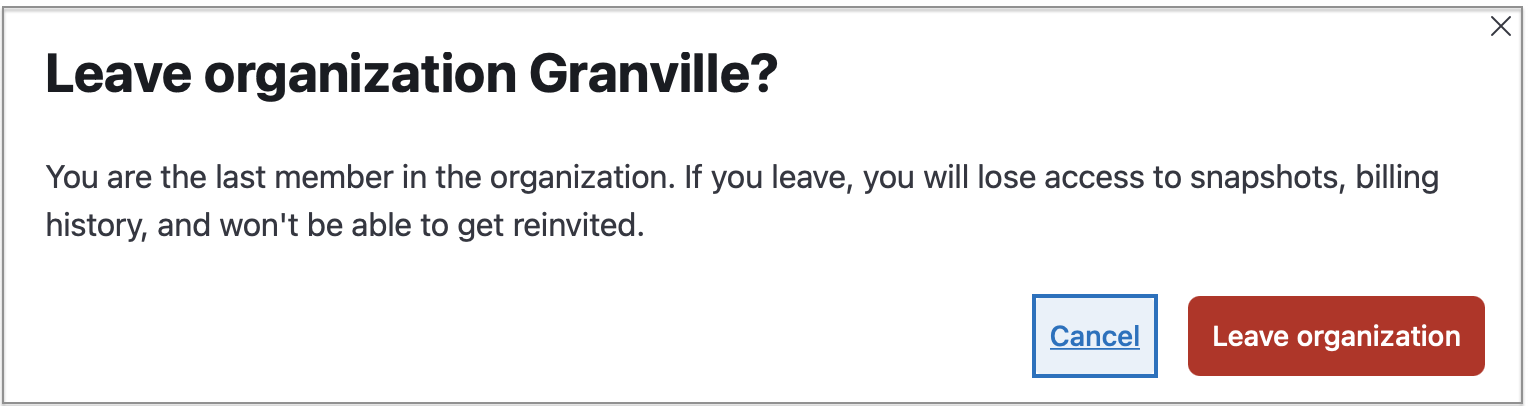 Leave organization Granville?
You are the last member in the organization. If you leave, you will lose access to snapshots, billing
history, and won't be able to get reinvited.
Cancel
Leave organization